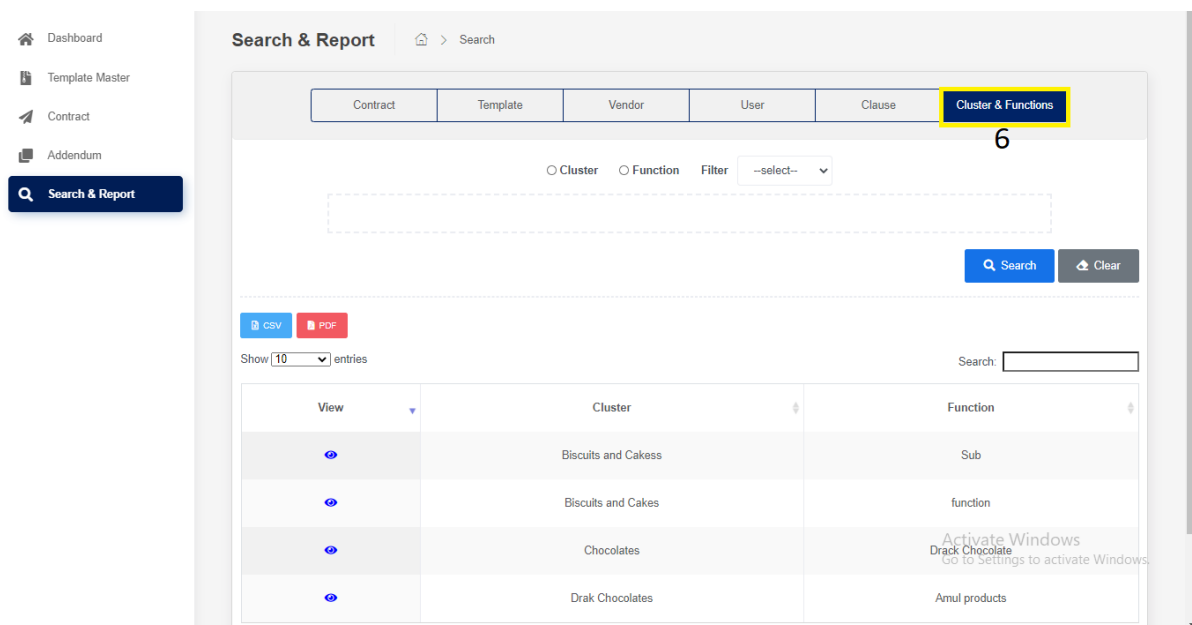 Dashboard
Template Master
Contract
Addendum
Search & Report
Search & Report > Search
Contract Template Vendor User Clause Cluster & Functions
6
Cluster Function Filter --select--
Search Clear
CSV PDF
Show 10 entries
Search:
View Cluster Function
Biscuits and Cakess Sub
Biscuits and Cakes function
Chocolates Drack Chocolate
Drak Chocolates Amul products
Activate Windows
Go to Settings to activate Windows.